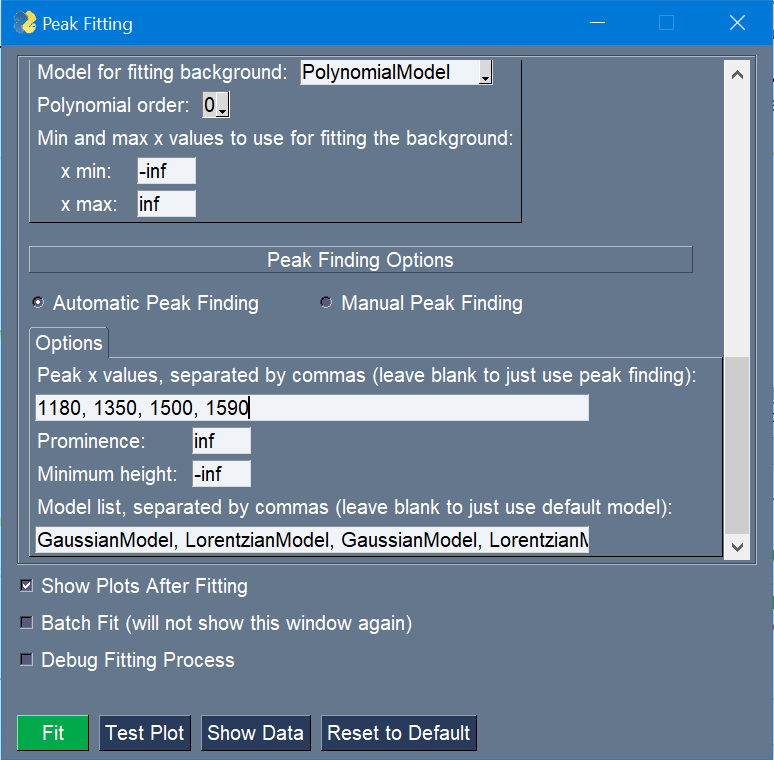 Peak Fitting
Model for fitting background: PolynomialModel
Polynomial order: 0
Min and max x values to use for fitting the background:
x min: -inf
x max: inf
Peak Finding Options
Automatic Peak Finding Manual Peak Finding
Options
Peak x values, separated by commas (leave blank to just use peak finding):
1180, 1350, 1500, 1590
Prominence: inf
Minimum height: -inf
Model list, separated by commas (leave blank to just use default model):
GaussianModel, LorentzianModel, GaussianModel, LorentzianM
Show Plots After Fitting
Batch Fit (will not show this window again)
Debug Fitting Process
Fit Test Plot Show Data Reset to Default